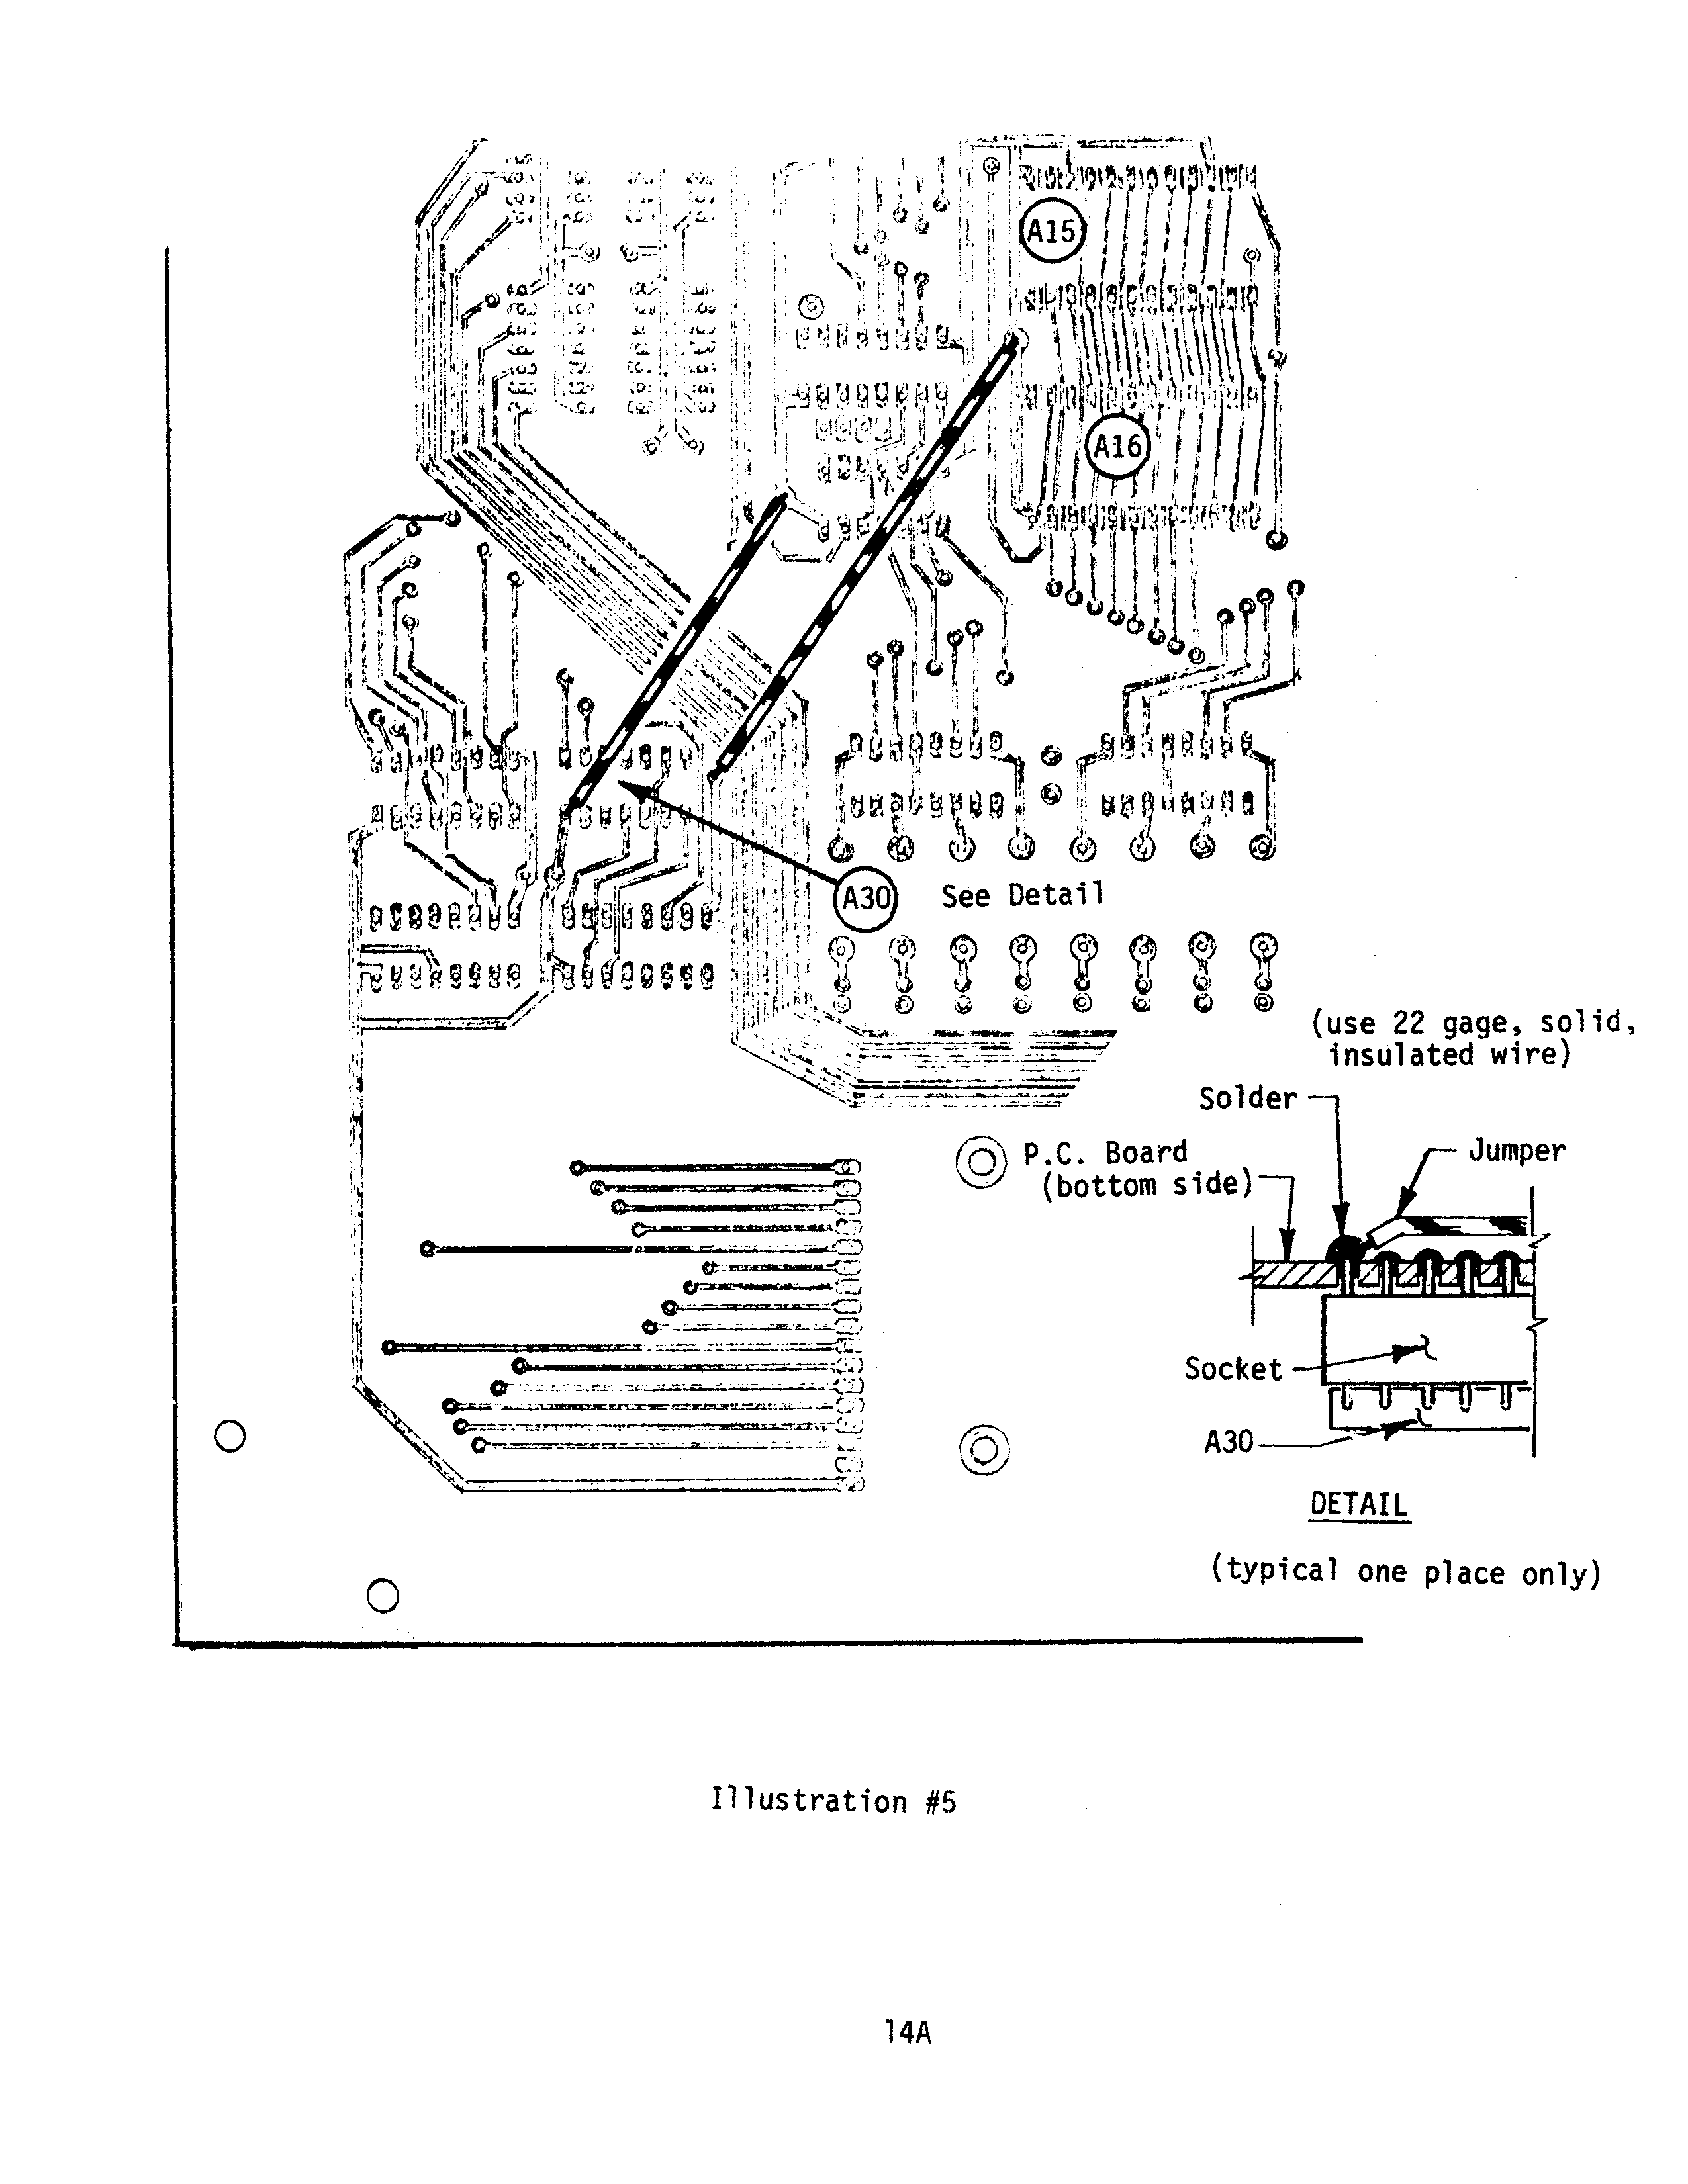 A15
A16
A30 See Detail
(use 22 gage, solid,
insulated wire)
Solder
P.C. Board
(bottom side)
Jumper
Socket
A30
DETAIL
(typical one place only)
Illustration #5
14A